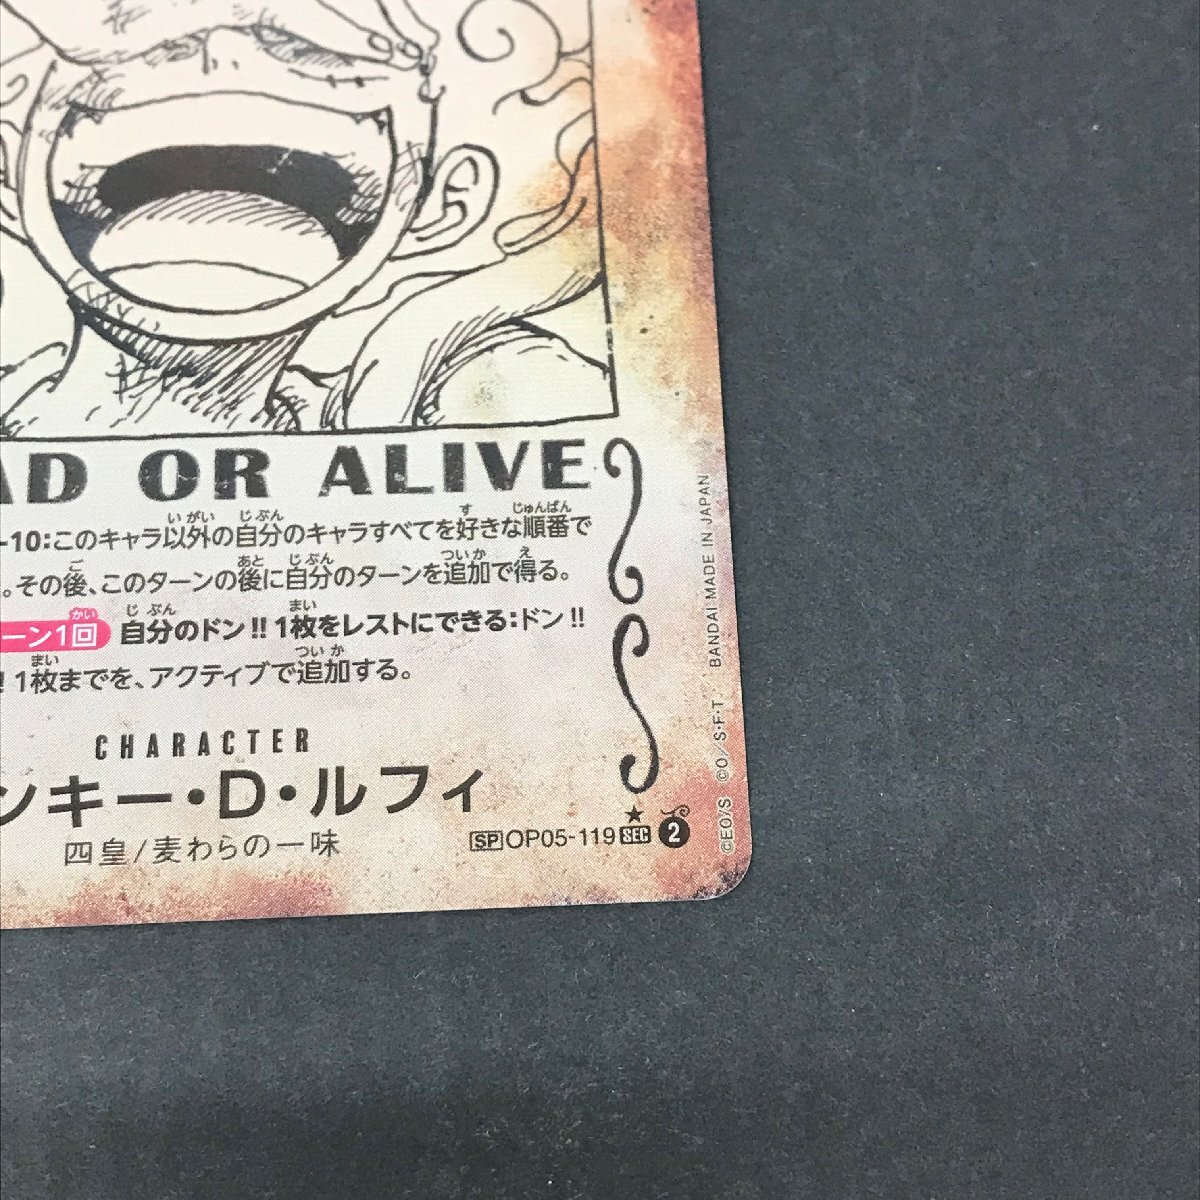 AD OR ALIVE
-10:このキャラ以外の自分のキャラすべてを好きな順番で
。その後、このターンの後に自分のターンを追加で得る。
ーン1回 自分のドン!! 1枚をレストにできる:ドン!!
! 1枚までを、アクティブで追加する。
CHARACTER
ンキー・D・ルフィ
四皇/麦わらの一味
SP OP05-119 SEC 2
©E.O/S ©O/S・F・T BANDAI MADE IN JAPAN